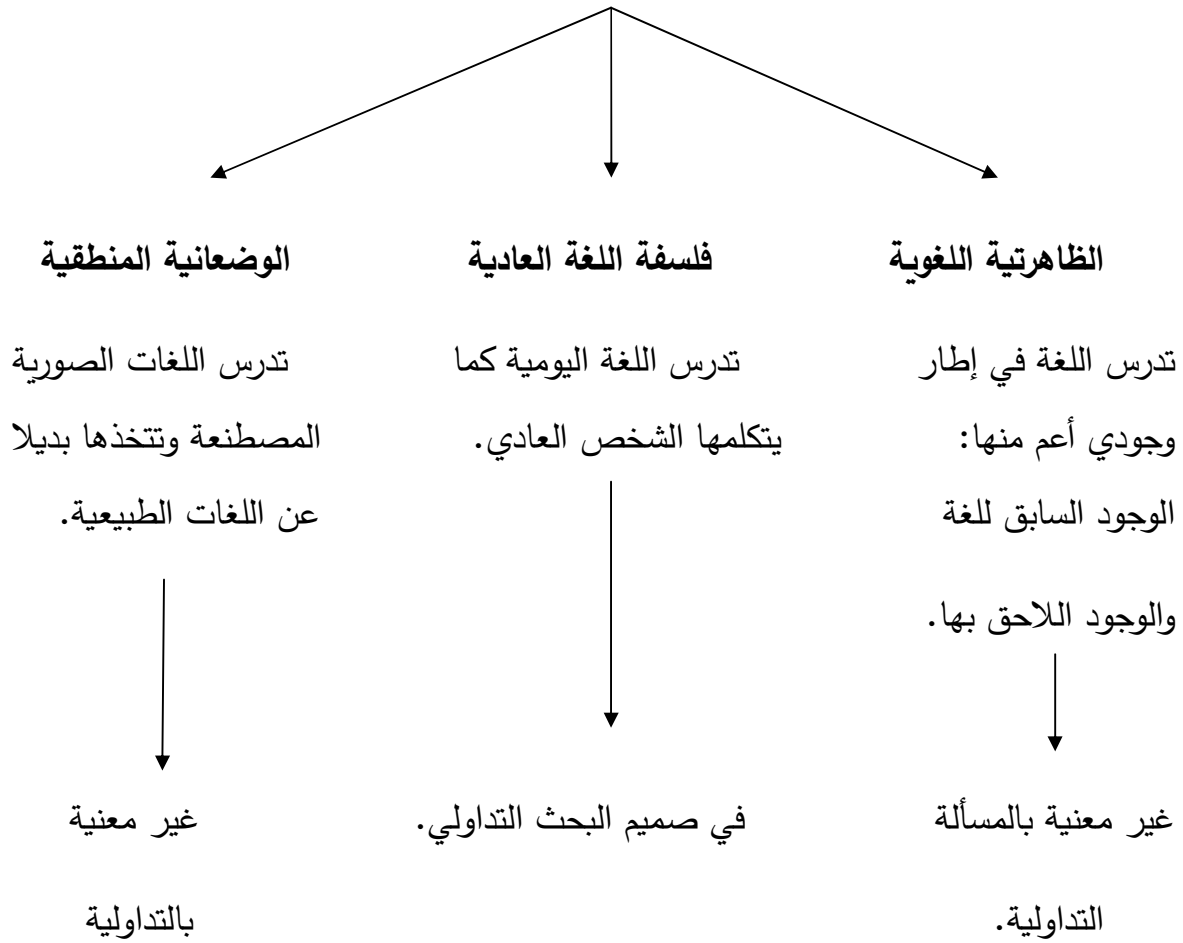 الظاهرتية اللغوية
تدرس اللغة في إطار
وجودي أعم منها:
الوجود السابق للغة
والوجود اللاحق بها.
غير معنية بالمسألة
التداولية.
فلسفة اللغة العادية
تدرس اللغة اليومية كما
يتكلمها الشخص العادي.
في صميم البحث التداولي.
الوضعانية المنطقية
تدرس اللغات الصورية
المصطنعة وتتخذها بديلا
عن اللغات الطبيعية.
غير معنية
بالتداولية